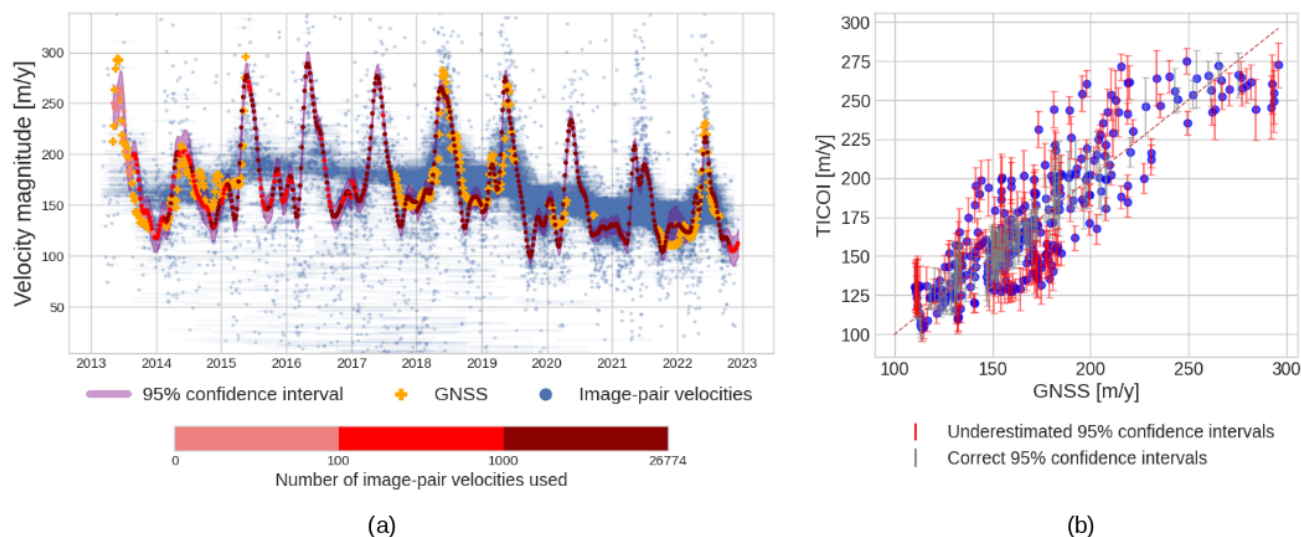 Velocity magnitude [m/y]
300
250
200
150
100
50
2013 2014 2015 2016 2017 2018 2019 2020 2021 2022 2023
95% confidence interval GNSS Image-pair velocities
0 100 1000 26774
Number of image-pair velocities used
(a)
TICOI [m/y]
300
275
250
225
200
175
150
125
100
100 150 200 250 300
GNSS [m/y]
Underestimated 95% confidence intervals
Correct 95% confidence intervals
(b)